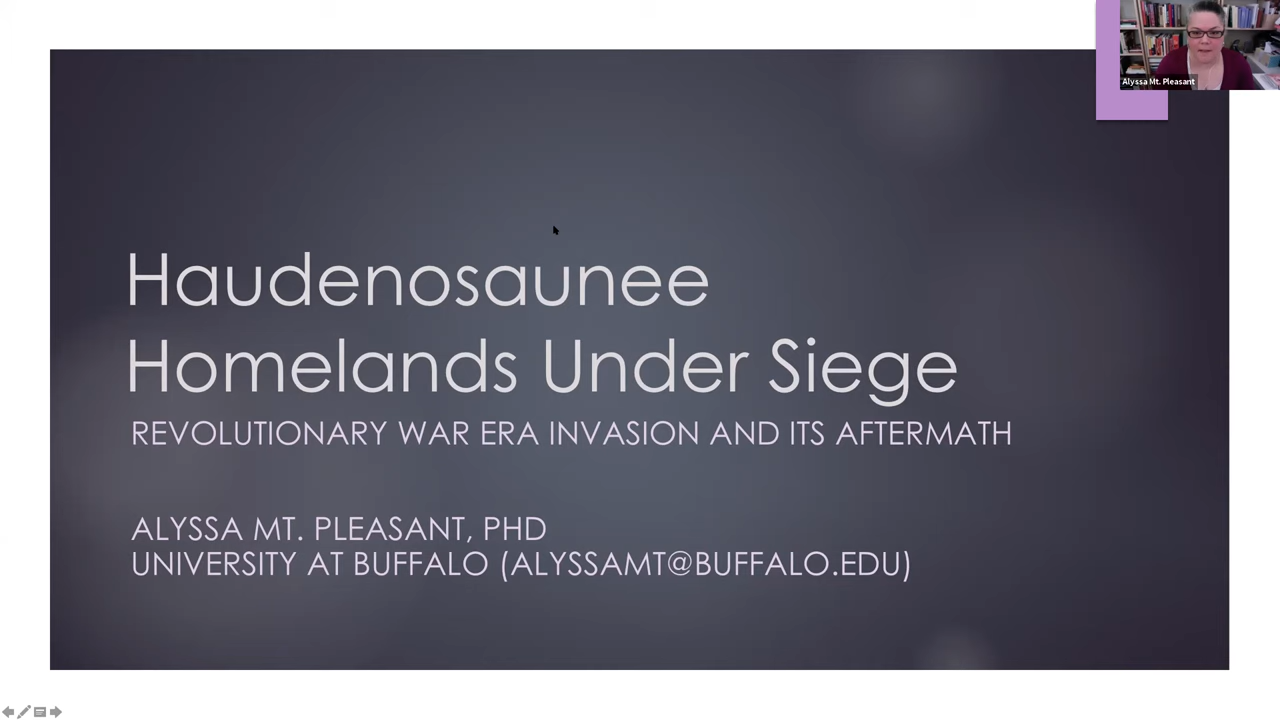 Alyssa Mt. Pleasant
Haudenosaunee
Homelands Under Siege
REVOLUTIONARY WAR ERA INVASION AND ITS AFTERMATH
ALYSSA MT. PLEASANT, PHD
UNIVERSITY AT BUFFALO (ALYSSAMT@BUFFALO.EDU)